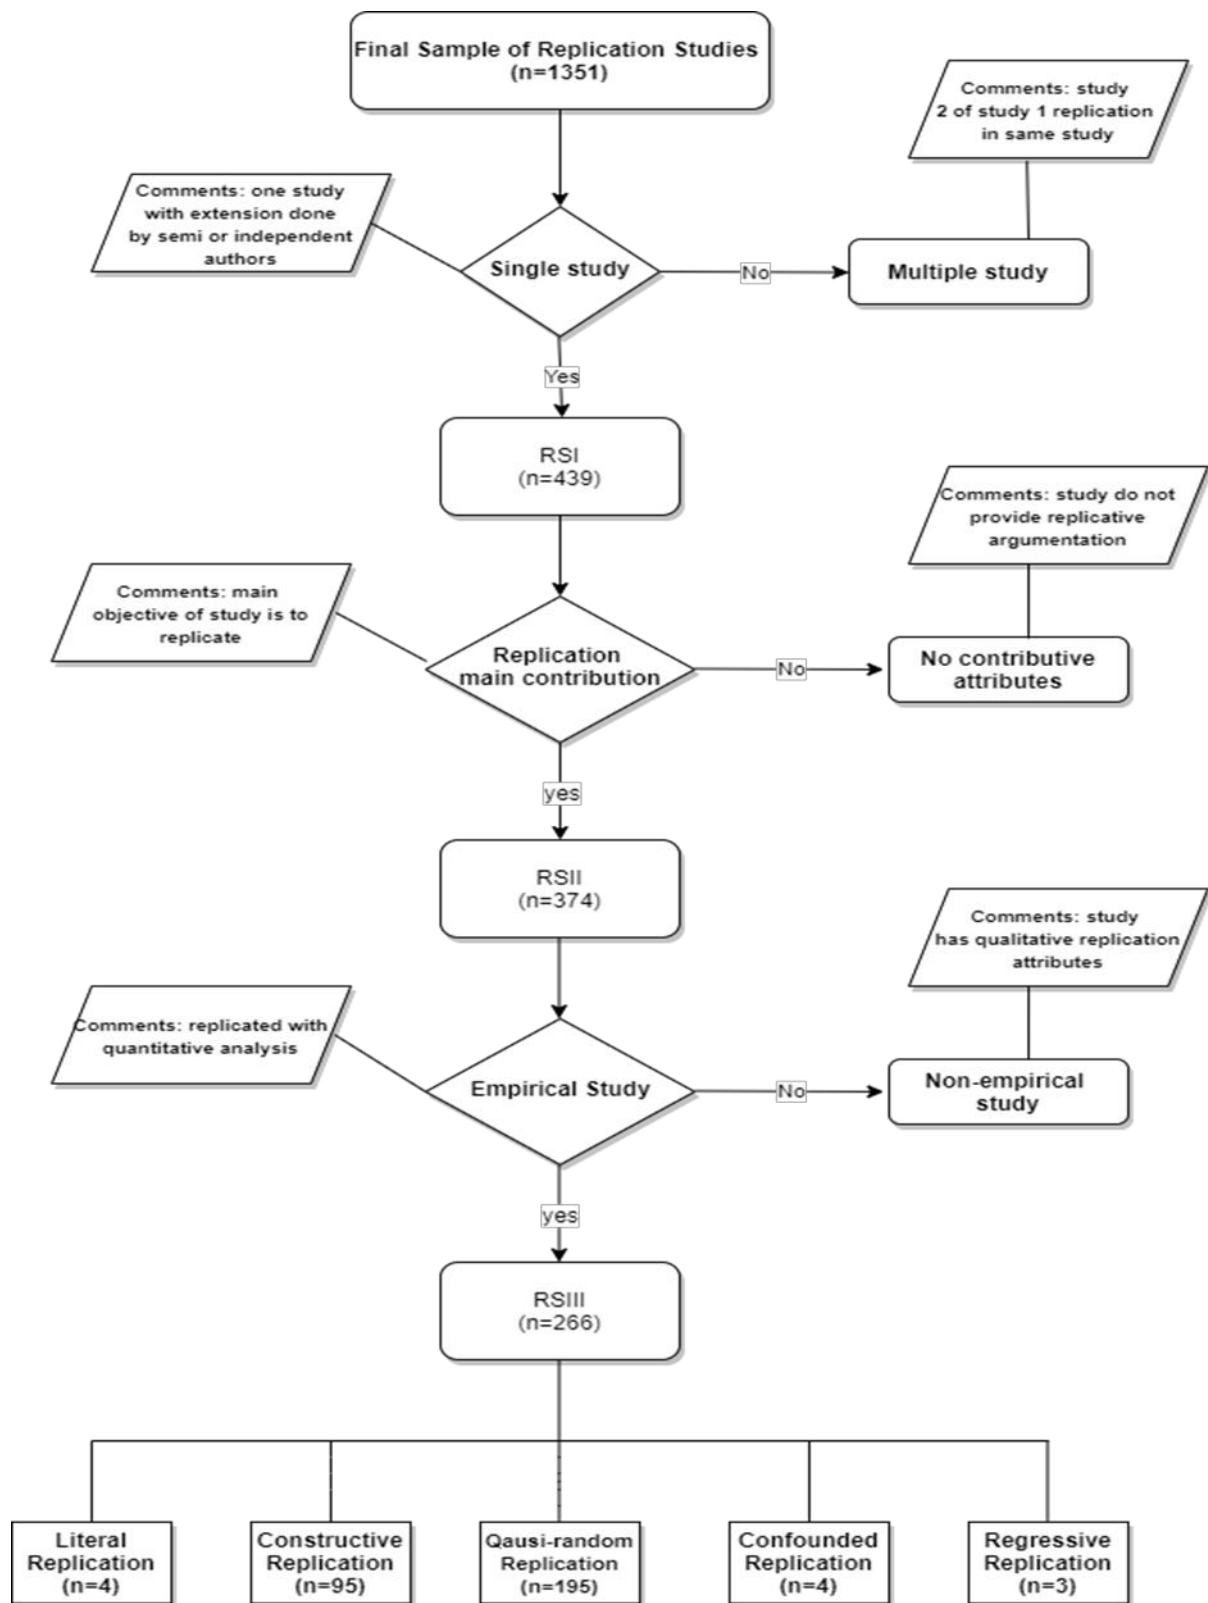 Final Sample of Replication Studies
(n=1351)
Comments: study
2 of study 1 replication
in same study
Comments: one study
with extension done
by semi or independent
authors
Single study
No
Multiple study
Yes
RSI
(n=439)
Comments: study do not
provide replicative
argumentation
Comments: main
objective of study is to
replicate
Replication
main contribution
No
No contributive
attributes
yes
RSII
(n=374)
Comments: study
has qualitative replication
attributes
Comments: replicated with
quantitative analysis
Empirical Study
No
Non-empirical
study
yes
RSIII
(n=266)
Literal
Replication
(n=4)
Constructive
Replication
(n=95)
Qausi-random
Replication
(n=195)
Confounded
Replication
(n=4)
Regressive
Replication
(n=3)